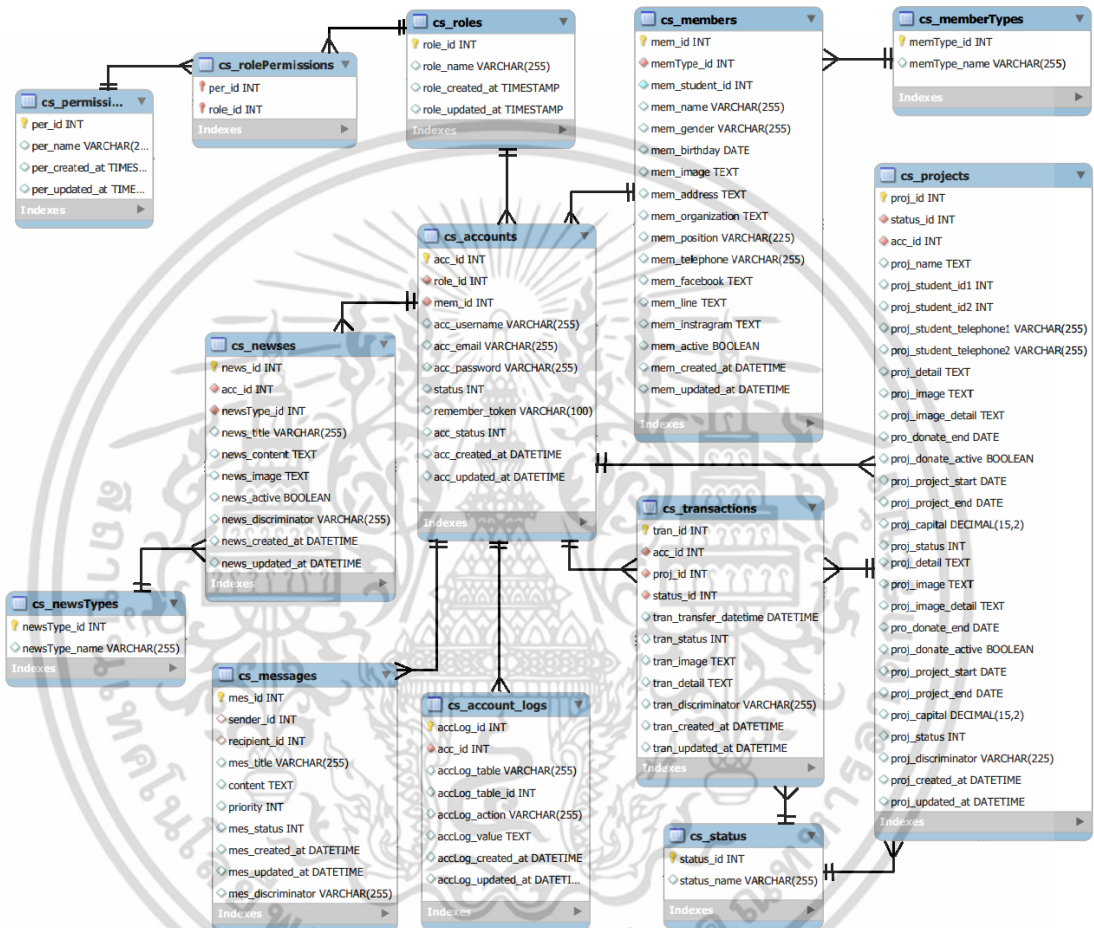 cs_roles
role_id INT
role_name VARCHAR(255)
role_created_at TIMESTAMP
role_updated_at TIMESTAMP
Indexes
cs_rolePermissions
per_id INT
role_id INT
Indexes
cs_permissi...
per_id INT
per_name VARCHAR(2...
per_created_at TIMES...
per_updated_at TIME...
Indexes
cs_members
mem_id INT
memType_id INT
mem_student_id INT
mem_name VARCHAR(255)
mem_gender VARCHAR(255)
mem_birthday DATE
mem_image TEXT
mem_address TEXT
mem_organization TEXT
mem_position VARCHAR(225)
mem_telephone VARCHAR(255)
mem_facebook TEXT
mem_line TEXT
mem_instragram TEXT
mem_active BOOLEAN
mem_created_at DATETIME
mem_updated_at DATETIME
Indexes
cs_memberTypes
memType_id INT
memType_name VARCHAR(255)
Indexes
cs_accounts
acc_id INT
role_id INT
mem_id INT
acc_username VARCHAR(255)
acc_email VARCHAR(255)
acc_password VARCHAR(255)
status INT
remember_token VARCHAR(100)
acc_status INT
acc_created_at DATETIME
acc_updated_at DATETIME
Indexes
cs_projects
proj_id INT
status_id INT
acc_id INT
proj_name TEXT
proj_student_id1 INT
proj_student_id2 INT
proj_student_telephone1 VARCHAR(255)
proj_student_telephone2 VARCHAR(255)
proj_detail TEXT
proj_image TEXT
proj_image_detail TEXT
pro_donate_end DATE
proj_donate_active BOOLEAN
proj_project_start DATE
proj_project_end DATE
proj_capital DECIMAL(15,2)
proj_status INT
proj_detail TEXT
proj_image TEXT
proj_image_detail TEXT
pro_donate_end DATE
proj_donate_active BOOLEAN
proj_project_start DATE
proj_project_end DATE
proj_capital DECIMAL(15,2)
proj_status INT
proj_discriminator VARCHAR(225)
proj_created_at DATETIME
proj_updated_at DATETIME
Indexes
cs_newses
news_id INT
acc_id INT
newsType_id INT
news_title VARCHAR(255)
news_content TEXT
news_image TEXT
news_active BOOLEAN
news_discriminator VARCHAR(255)
news_created_at DATETIME
news_updated_at DATETIME
Indexes
cs_newsTypes
newsType_id INT
newsType_name VARCHAR(255)
Indexes
cs_transactions
tran_id INT
acc_id INT
proj_id INT
status_id INT
tran_transfer_datetime DATETIME
tran_status INT
tran_image TEXT
tran_detail TEXT
tran_discriminator VARCHAR(255)
tran_created_at DATETIME
tran_updated_at DATETIME
Indexes
cs_messages
mes_id INT
sender_id INT
recipient_id INT
mes_title VARCHAR(255)
content TEXT
priority INT
mes_status INT
mes_created_at DATETIME
mes_updated_at DATETIME
mes_discriminator VARCHAR(255)
Indexes
cs_account_logs
accLog_id INT
acc_id INT
accLog_table VARCHAR(255)
accLog_table_id INT
accLog_action VARCHAR(255)
accLog_value TEXT
accLog_created_at DATETIME
accLog_updated_at DATETI...
Indexes
cs_status
status_id INT
status_name VARCHAR(255)
Indexes